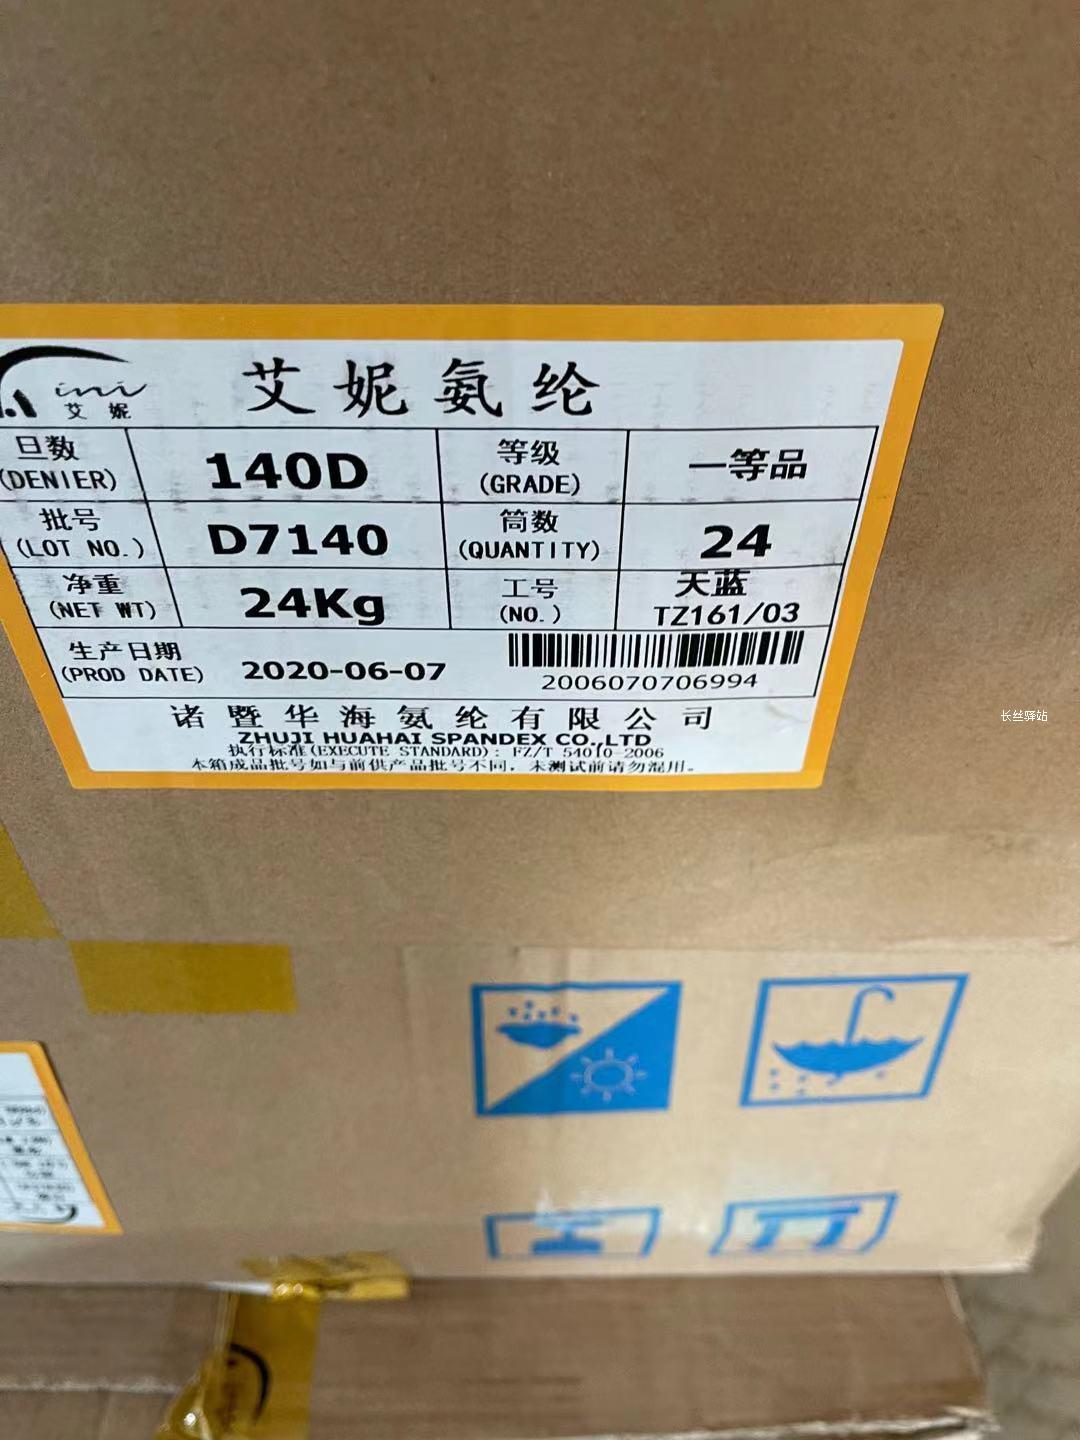 ini
艾妮
艾妮氨纶
旦数
(DENIER)
140D
等级
(GRADE)
一等品
批号
(LOT NO.)
D7140
筒数
(QUANTITY)
24
净重
(NET WT)
24Kg
工号
(NO.)
天蓝
TZ161/03
生产日期
(PROD DATE)
2020-06-07
2006070706994
诸暨华海氨纶有限公司
ZHUJI HUAHAI SPANDEX CO.,LTD
执行标准(EXECUTE STANDARD): FZ/T 54010-2006
本箱成品批号如与前供产品批号不同，未测试前请勿混用。
长丝驿站